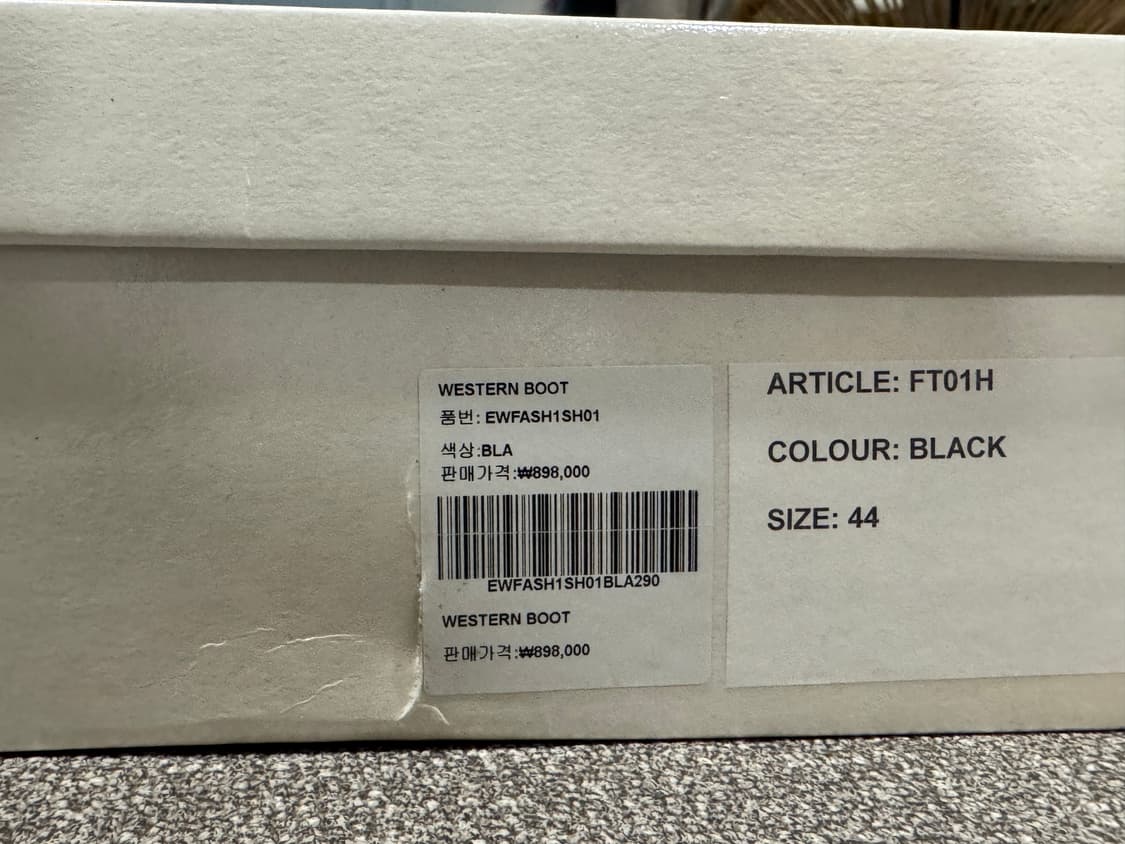 WESTERN BOOT
품번: EWFASH1SH01
색상:BLA
판매가격:₩898,000
EWFASH1SH01BLA290
WESTERN BOOT
판매가격:₩898,000
ARTICLE: FT01H
COLOUR: BLACK
SIZE: 44